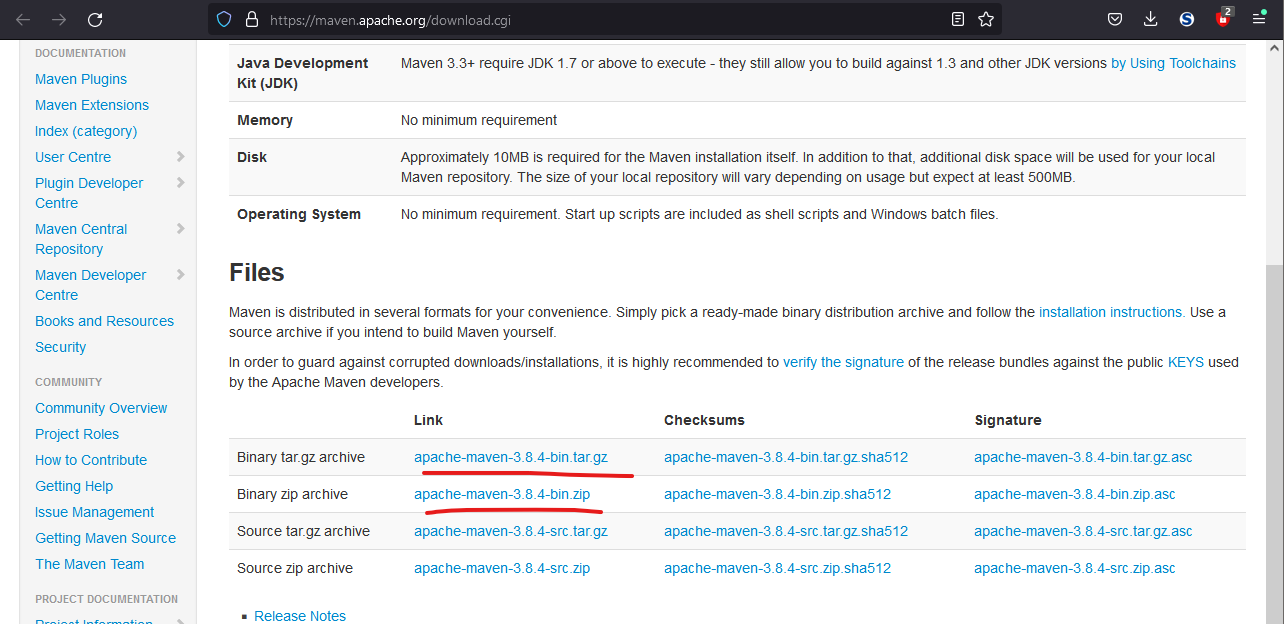 https://maven.apache.org/download.cgi
2
DOCUMENTATION
Maven Plugins
Maven Extensions
Index (category)
User Centre
Plugin Developer
Centre
Maven Central
Repository
Maven Developer
Centre
Books and Resources
Security
COMMUNITY
Community Overview
Project Roles
How to Contribute
Getting Help
Issue Management
Getting Maven Source
The Maven Team
PROJECT DOCUMENTATION
Project Information
Java Development Kit (JDK) Maven 3.3+ require JDK 1.7 or above to execute - they still allow you to build against 1.3 and other JDK versions by Using Toolchains
Memory No minimum requirement
Disk Approximately 10MB is required for the Maven installation itself. In addition to that, additional disk space will be used for your local
Maven repository. The size of your local repository will vary depending on usage but expect at least 500MB.
Operating System No minimum requirement. Start up scripts are included as shell scripts and Windows batch files.
Files
Maven is distributed in several formats for your convenience. Simply pick a ready-made binary distribution archive and follow the installation instructions. Use a
source archive if you intend to build Maven yourself.
In order to guard against corrupted downloads/installations, it is highly recommended to verify the signature of the release bundles against the public KEYS used
by the Apache Maven developers.
Link Checksums Signature
Binary tar.gz archive apache-maven-3.8.4-bin.tar.gz apache-maven-3.8.4-bin.tar.gz.sha512 apache-maven-3.8.4-bin.tar.gz.asc
Binary zip archive apache-maven-3.8.4-bin.zip apache-maven-3.8.4-bin.zip.sha512 apache-maven-3.8.4-bin.zip.asc
Source tar.gz archive apache-maven-3.8.4-src.tar.gz apache-maven-3.8.4-src.tar.gz.sha512 apache-maven-3.8.4-src.tar.gz.asc
Source zip archive apache-maven-3.8.4-src.zip apache-maven-3.8.4-src.zip.sha512 apache-maven-3.8.4-src.zip.asc
Release Notes